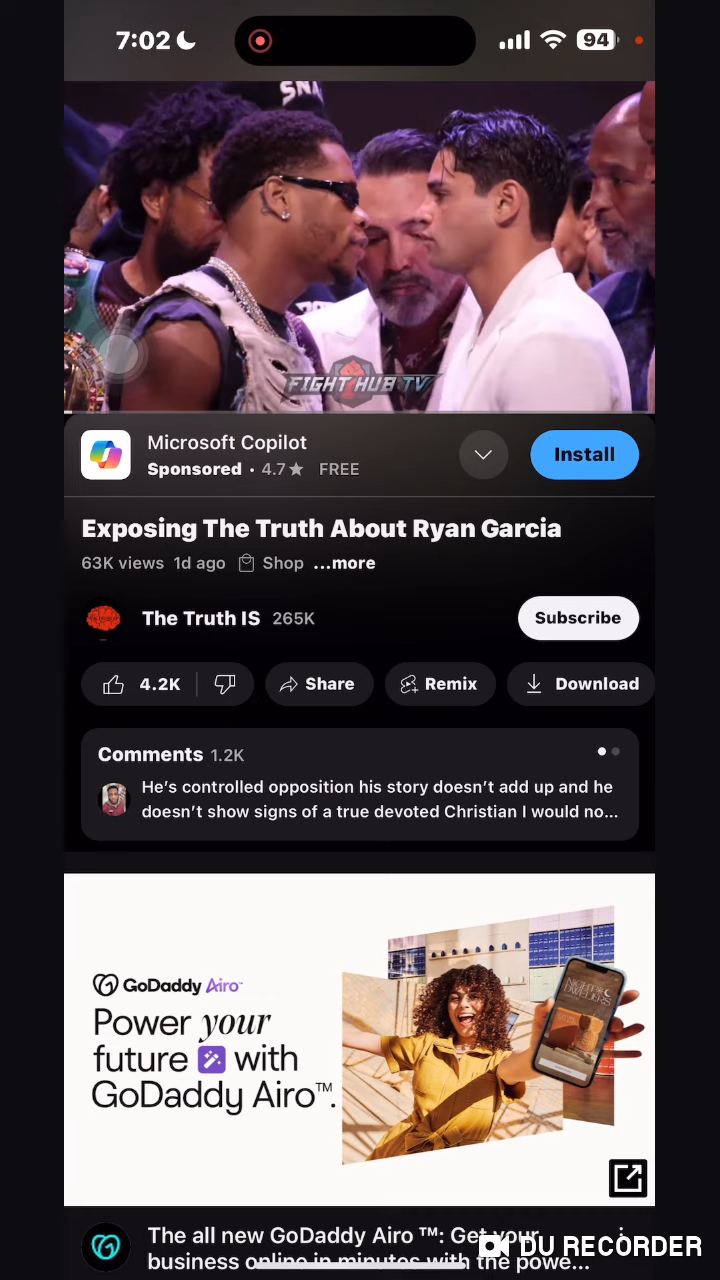 7:02
94
SNA
FIGHT HUB TV
Microsoft Copilot
Sponsored • 4.7★ FREE
Install
Exposing The Truth About Ryan Garcia
63K views 1d ago Shop ...more
The Truth IS 265K
Subscribe
4.2K
Share
Remix
Download
Comments 1.2K
He's controlled opposition his story doesn't add up and he
doesn't show signs of a true devoted Christian I would no...
GoDaddy Airo™
Power your
future with
GoDaddy Airo™.
NIGHT
DWELLERS
The all new GoDaddy Airo ™: Get your
business online in minutes with the powe...
DU RECORDER